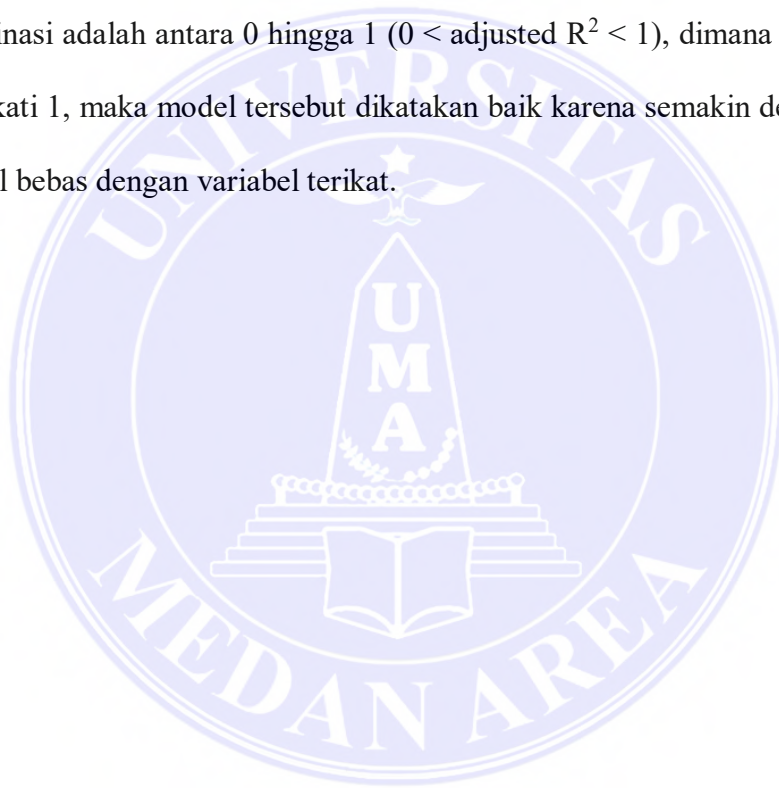 inasi adalah antara 0 hingga 1 (0 < adjusted R² < 1), dimana
kati 1, maka model tersebut dikatakan baik karena semakin de
l bebas dengan variabel terikat.
UNIVERSITAS
UMA
MEDAN AREA